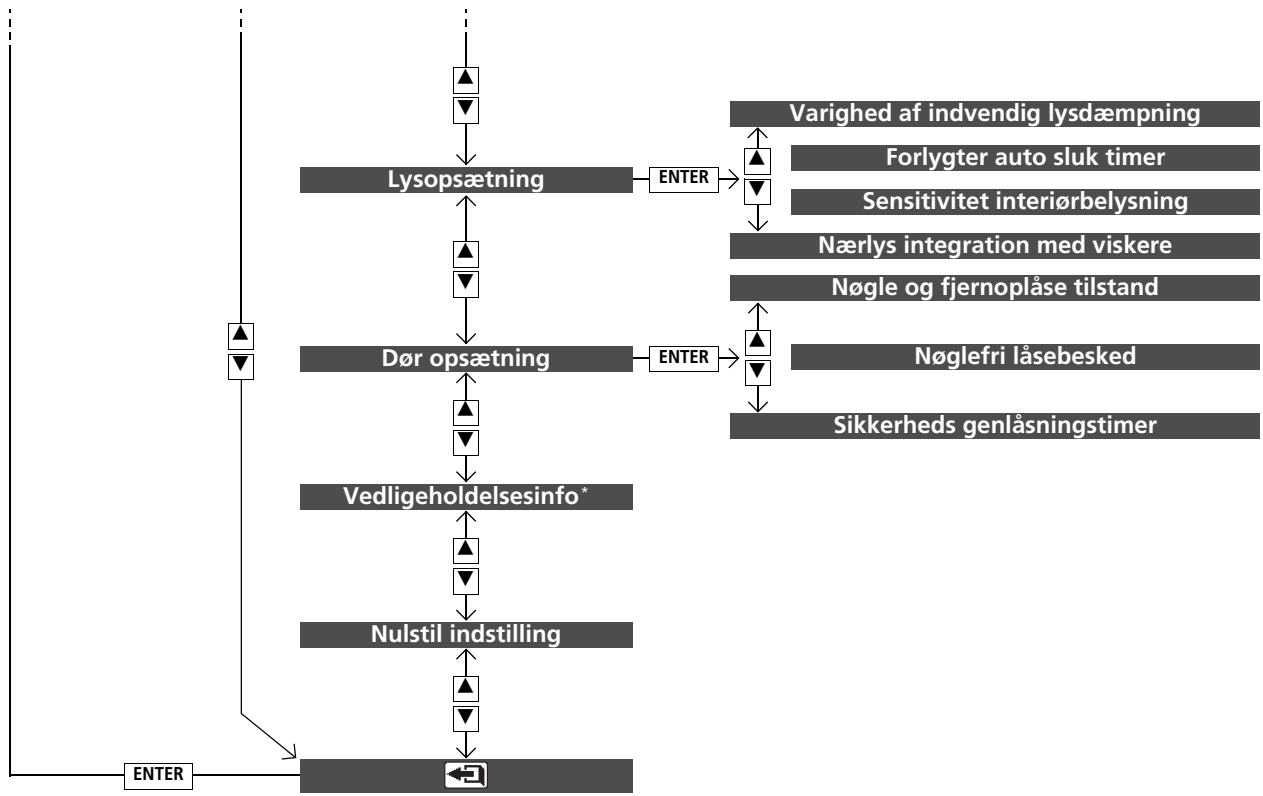 Varighed af indvendig lysdæmpning
Forlygter auto sluk timer
Lysopsætning
ENTER
Sensitivitet interiørbelysning
Nærlys integration med viskere
Nøgle og fjernoplåse tilstand
Dør opsætning
ENTER
Nøglefri låsebesked
Sikkerheds genlåsningstimer
Vedligeholdelsesinfo*
Nulstil indstilling
ENTER